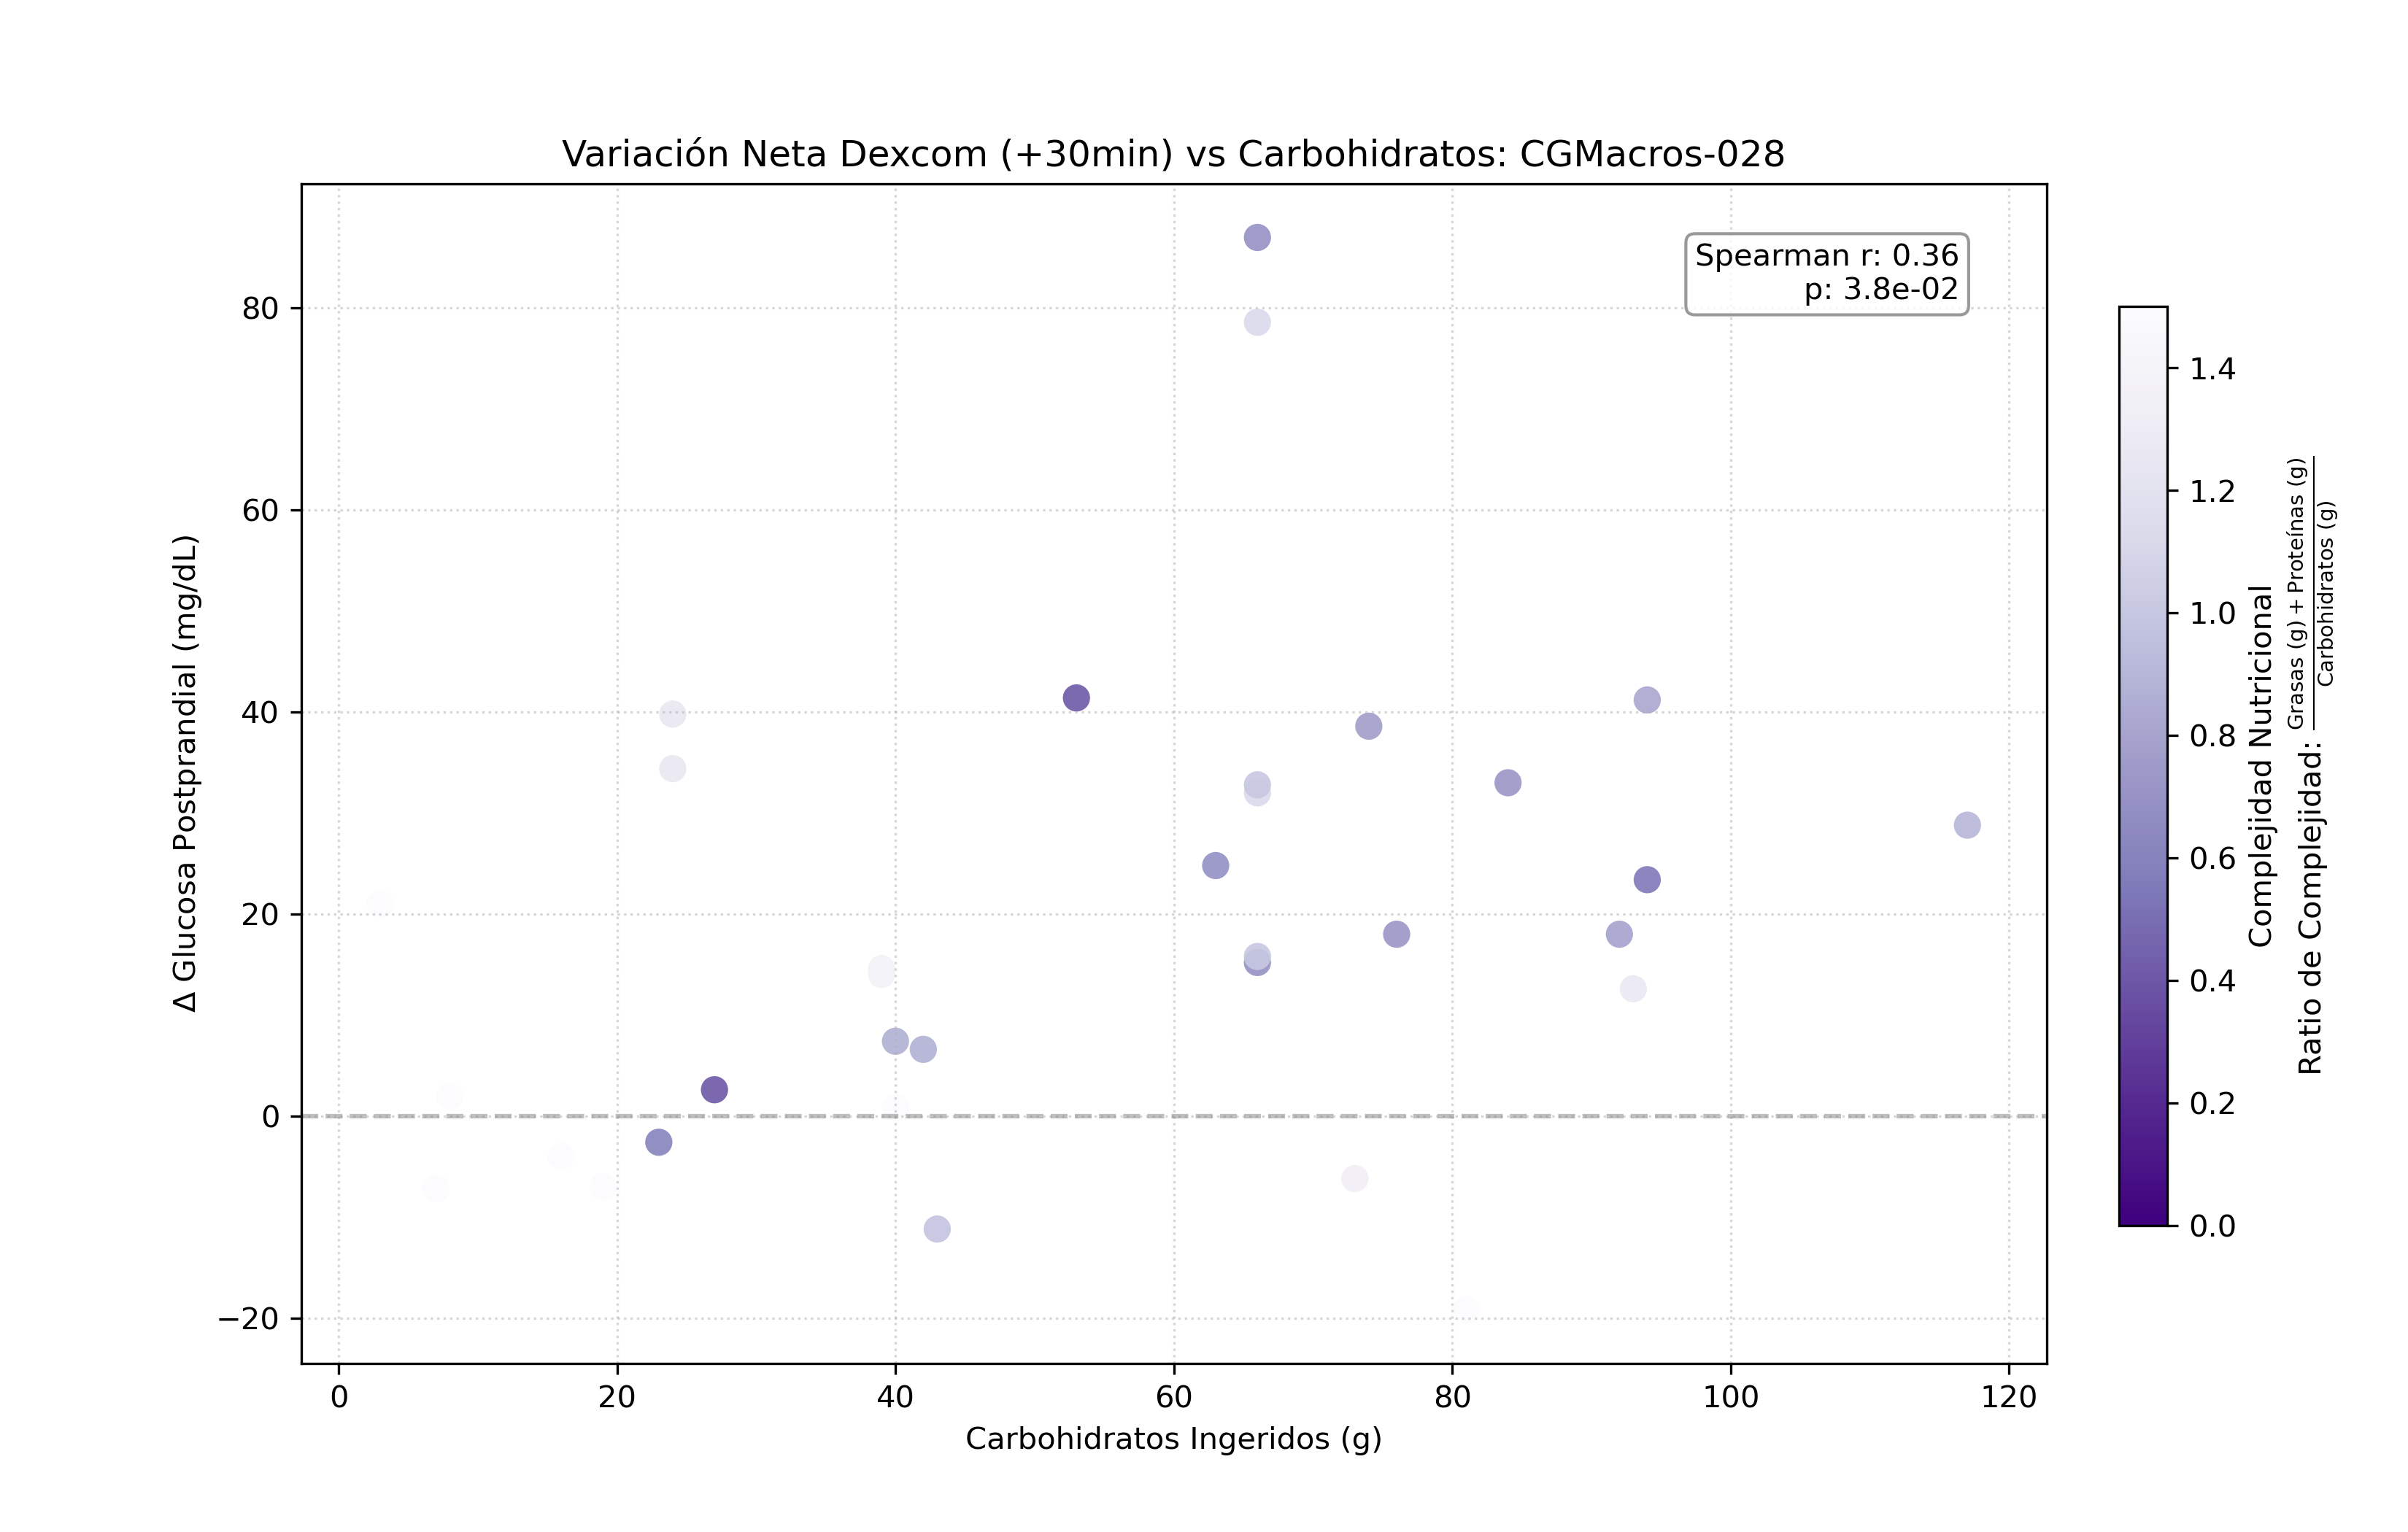 Variación Neta Dexcom (+30min) vs Carbohidratos: CGMacros-028
Spearman r: 0.36
p: 3.8e-02
Δ Glucosa Postprandial (mg/dL)
80
60
40
20
0
−20
0
20
40
60
80
100
120
Carbohidratos Ingeridos (g)
1.4
1.2
1.0
0.8
0.6
0.4
0.2
0.0
Complejidad Nutricional
Ratio de Complejidad: Grasas (g) + Proteínas (g)
Carbohidratos (g)